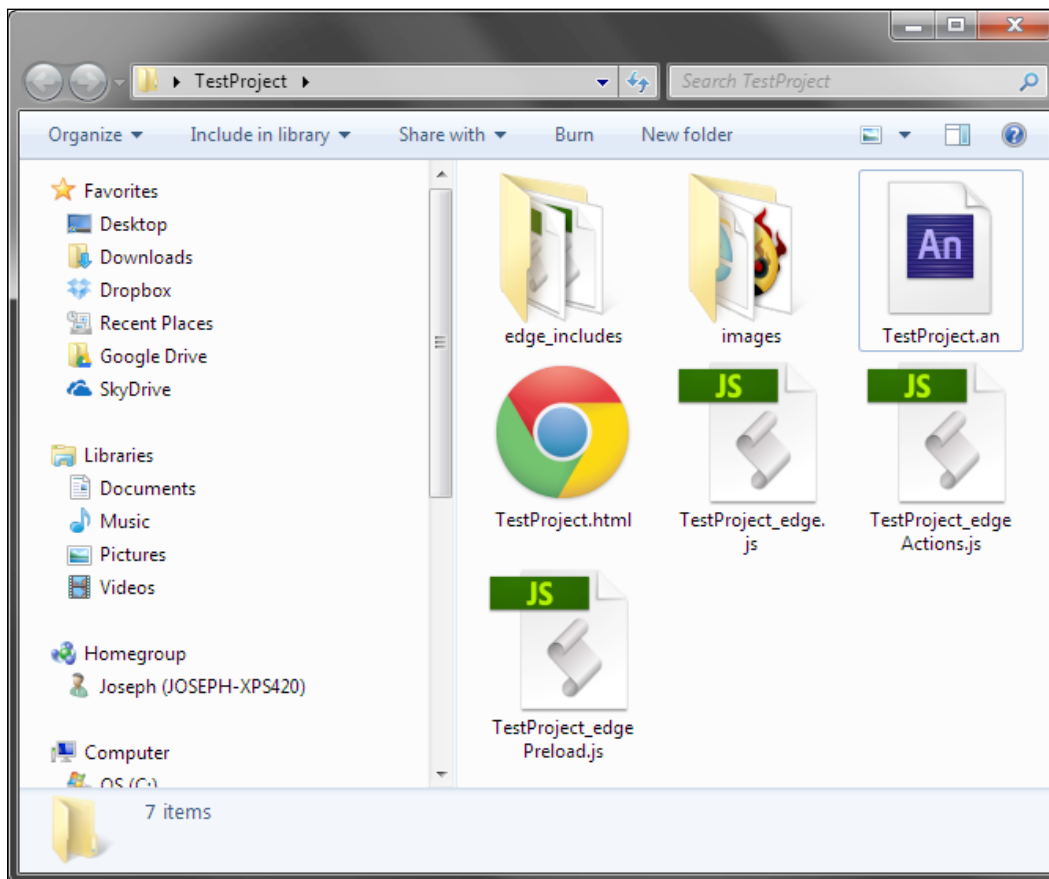 TestProject
Search TestProject
Organize
Include in library
Share with
Burn
New folder
Favorites
Desktop
Downloads
Dropbox
Recent Places
Google Drive
SkyDrive
Libraries
Documents
Music
Pictures
Videos
Homegroup
Joseph (JOSEPH-XPS420)
Computer
OS (C:)
edge_includes
images
An
TestProject.an
TestProject.html
JS
TestProject_edge.
js
JS
TestProject_edge
Actions.js
JS
TestProject_edge
Preload.js
7 items